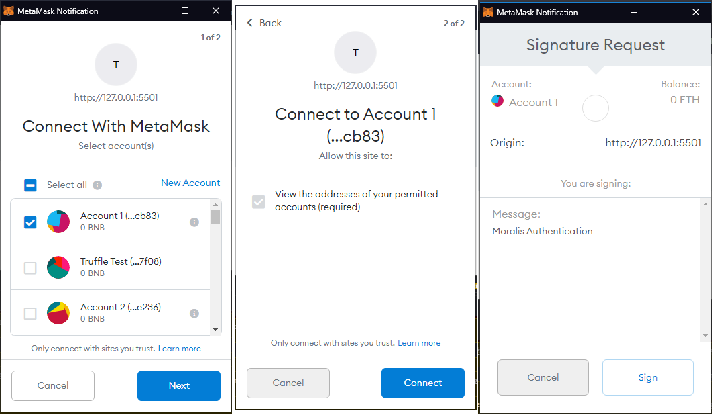 MetaMask Notification
1 of 2
T
http://127.0.0.1:5501
Connect With MetaMask
Select account(s)
Select all
New Account
Account 1 (...cb83)
0 BNB
Truffle Test (...7f08)
0 BNB
Account 2 (...c236)
0 BNB
Only connect with sites you trust. Learn more
Cancel
Next
MetaMask Notification
Back
2 of 2
T
http://127.0.0.1:5501
Connect to Account 1
(...cb83)
Allow this site to:
View the addresses of your permitted
accounts (required)
Only connect with sites you trust. Learn more
Cancel
Connect
MetaMask Notification
Signature Request
Account:
Balance:
Account 1
0 ETH
Origin:
http://127.0.0.1:5501
You are signing:
Message:
Moralis Authentication
Cancel
Sign